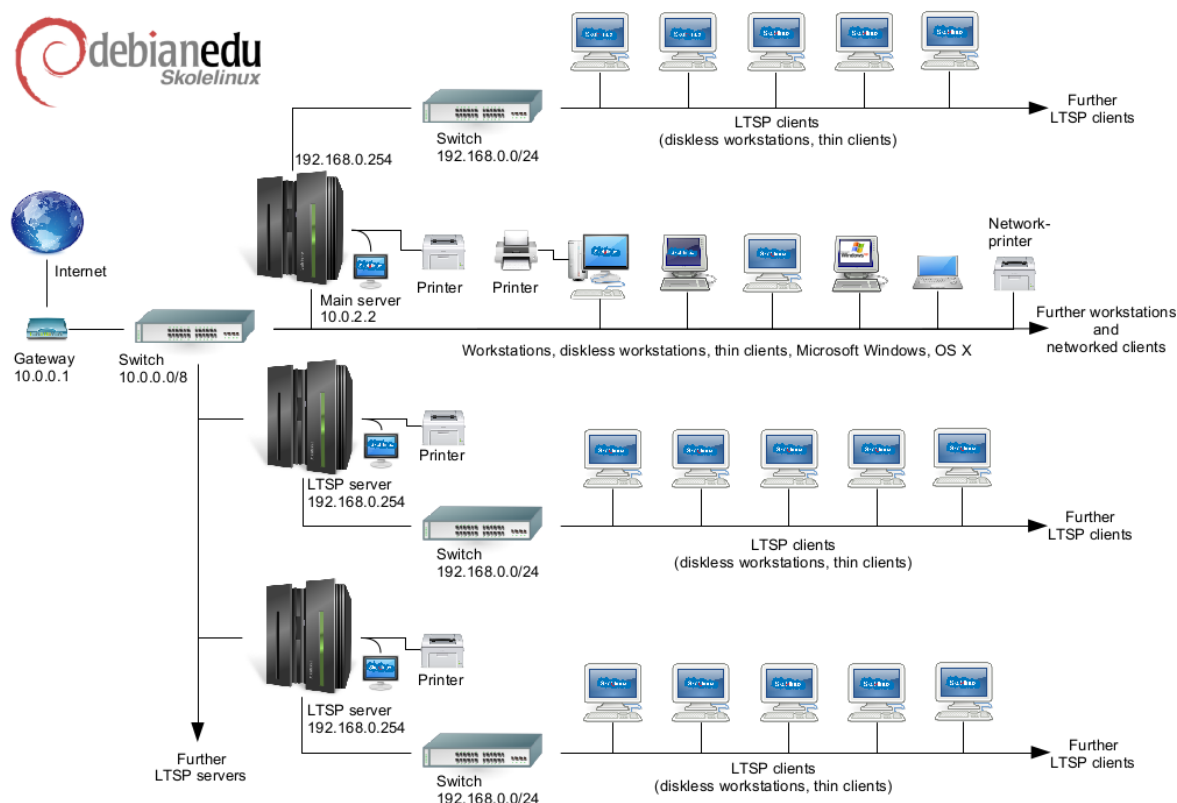 debianedu
Skolelinux
Further
LTSP clients
LTSP clients
(diskless workstations, thin clients)
Switch
192.168.0.0/24
192.168.0.254
Internet
Network-
printer
Printer
Printer
Main server
10.0.2.2
Further workstations
and
networked clients
Gateway
10.0.0.1
Switch
10.0.0.0/8
Workstations, diskless workstations, thin clients, Microsoft Windows, OS X
Printer
LTSP server
192.168.0.254
Further
LTSP clients
LTSP clients
(diskless workstations, thin clients)
Switch
192.168.0.0/24
Printer
LTSP server
192.168.0.254
Further
LTSP servers
Further
LTSP clients
LTSP clients
(diskless workstations, thin clients)
Switch
192.168.0.0/24